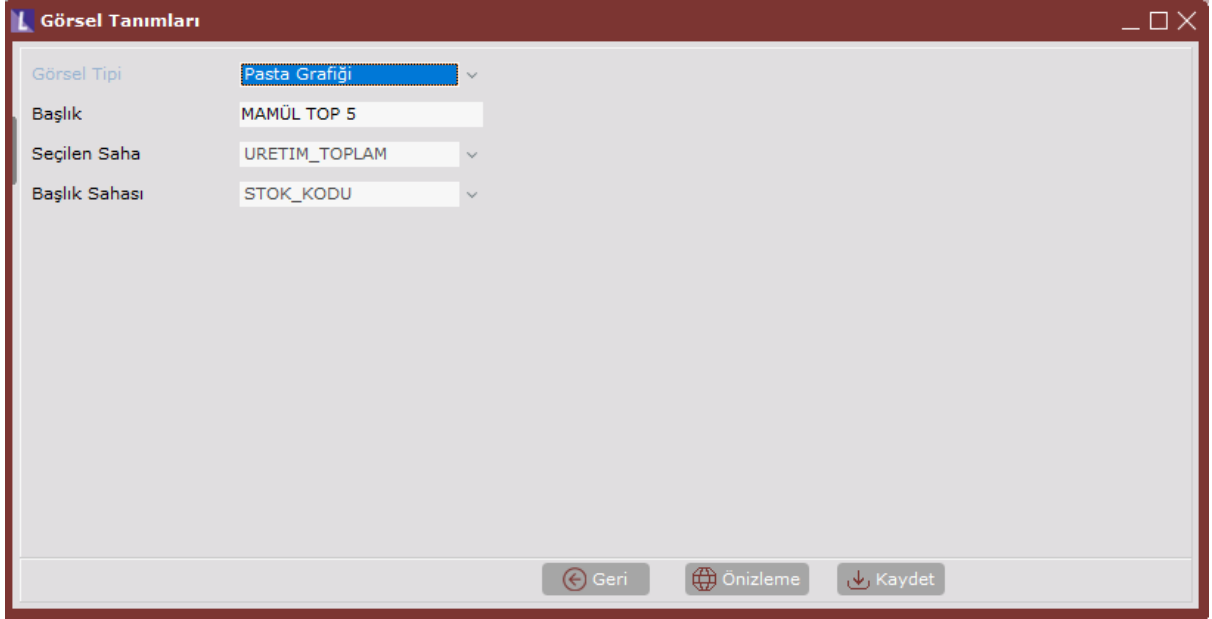 Görsel Tanımları
Görsel Tipi Pasta Grafiği
Başlık MAMÜL TOP 5
Seçilen Saha URETIM_TOPLAM
Başlık Sahası STOK_KODU
Geri Önizleme Kaydet